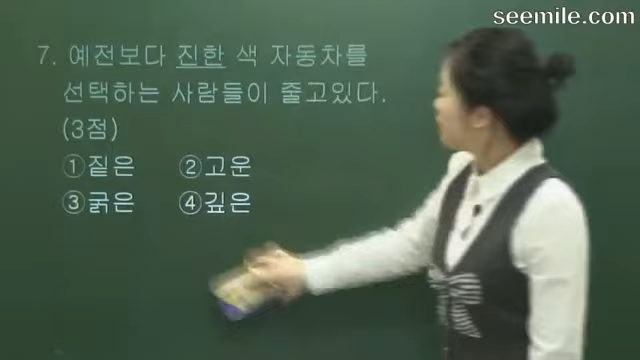 seemile.com
7. 예전보다 진한 색 자동차를
선택하는 사람들이 줄고있다.
(3점)
①짙은 ②고운
③굵은 ④깊은